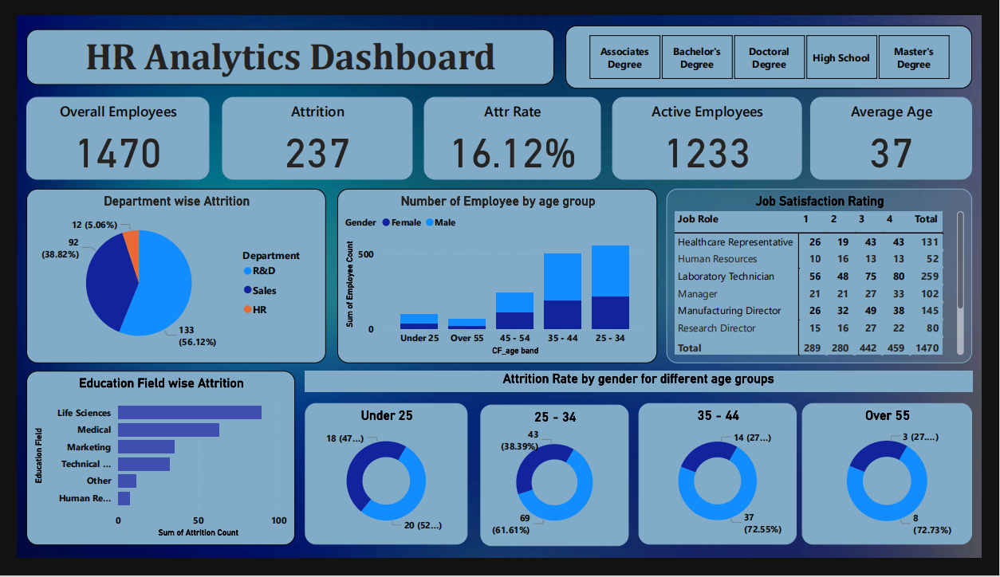 HR Analytics Dashboard
Associates Degree
Bachelor's Degree
Doctoral Degree
High School
Master's Degree
Overall Employees
1470
Attrition
237
Attr Rate
16.12%
Active Employees
1233
Average Age
37
Department wise Attrition
12 (5.06%)
92
(38.82%)
133
(56.12%)
Department
R&D
Sales
HR
Number of Employee by age group
Gender Female Male
Sum of Employee Count
500
0
Under 25 Over 55 45 - 54 35 - 44 25 - 34
CF_age band
Job Satisfaction Rating
Job Role 1 2 3 4 Total
Healthcare Representative 26 19 43 43 131
Human Resources 10 16 13 13 52
Laboratory Technician 56 48 75 80 259
Manager 21 21 27 33 102
Manufacturing Director 26 32 49 38 145
Research Director 15 16 27 22 80
Total 289 280 442 459 1470
Education Field wise Attrition
Education Field
Life Sciences
Medical
Marketing
Technical ...
Other
Human Re...
0 50 100
Sum of Attrition Count
Attrition Rate by gender for different age groups
Under 25
18 (47...)
20 (52...)
25 - 34
43
(38.39%)
69
(61.61%)
35 - 44
14 (27...)
37
(72.55%)
Over 55
3 (27....)
8
(72.73%)